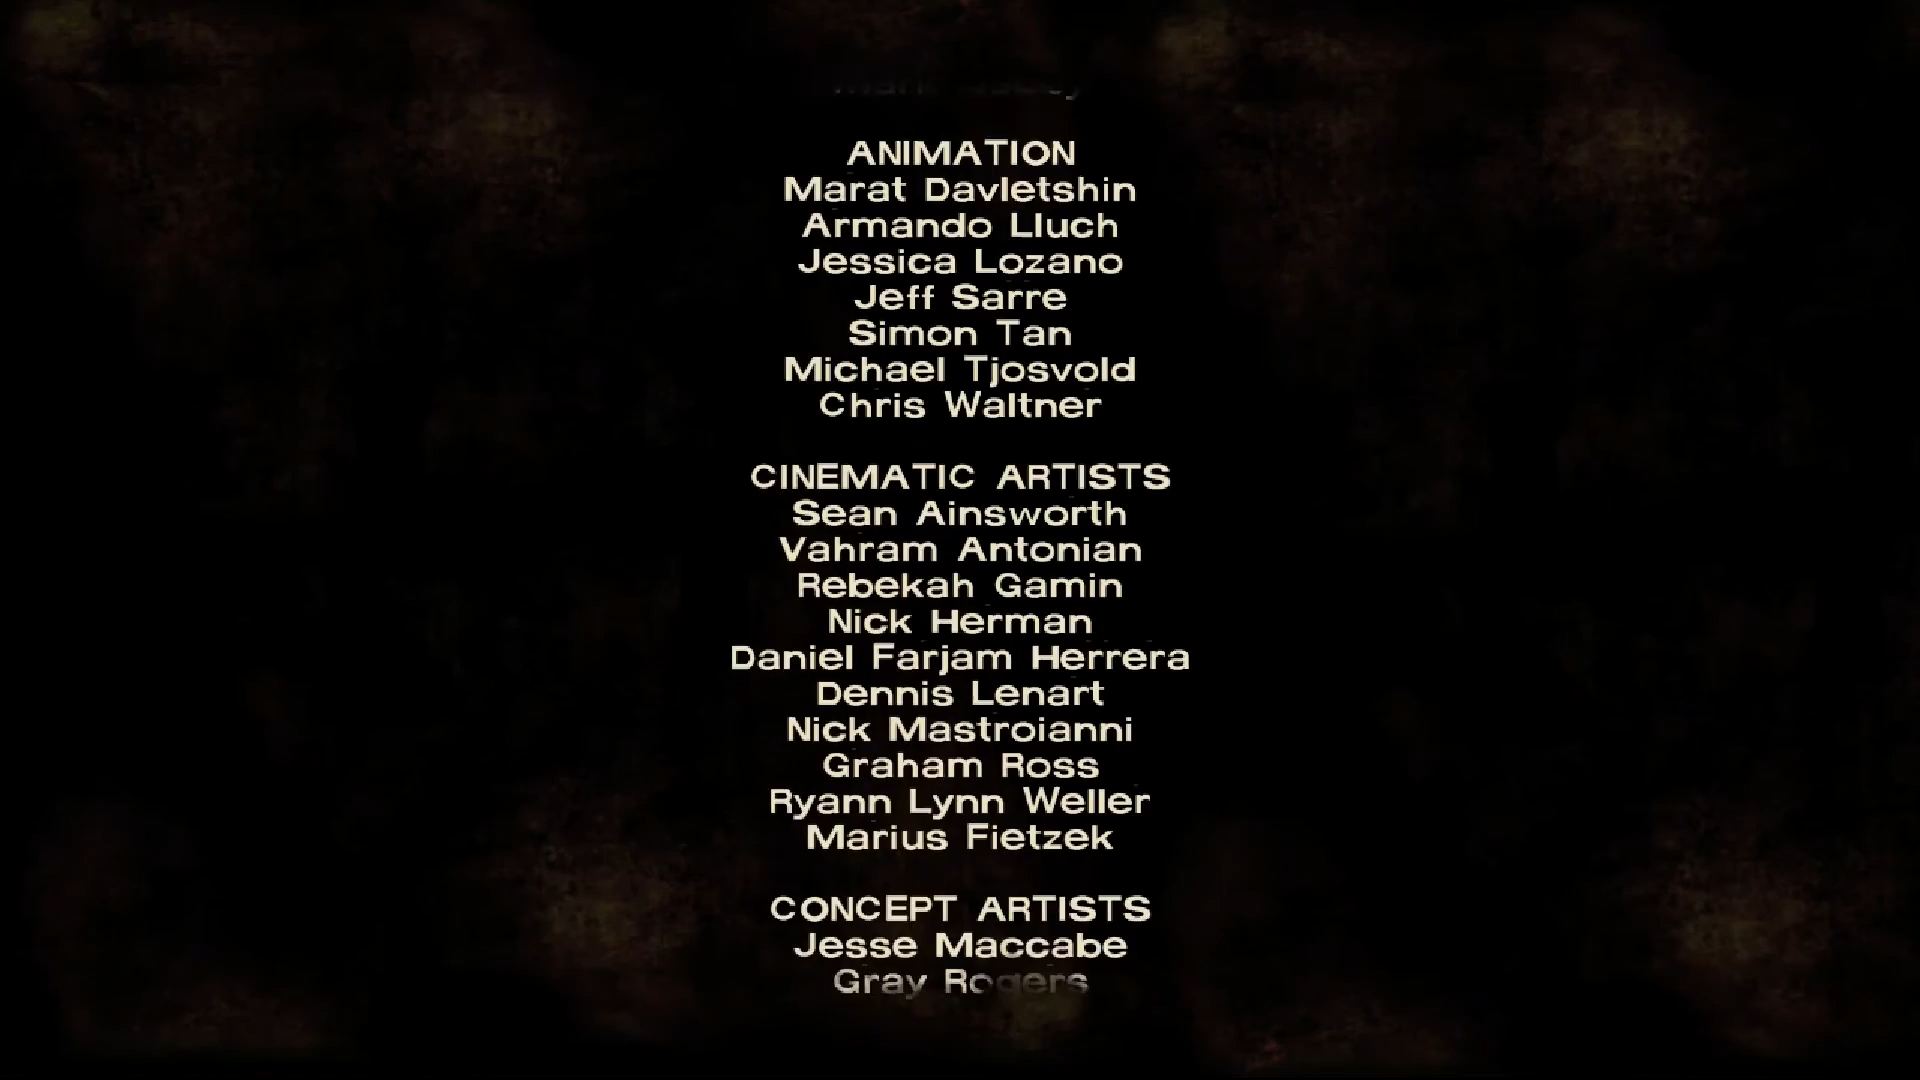 ANIMATION
Marat Davletshin
Armando Lluch
Jessica Lozano
Jeff Sarre
Simon Tan
Michael Tjosvold
Chris Waltner
CINEMATIC ARTISTS
Sean Ainsworth
Vahram Antonian
Rebekah Gamin
Nick Herman
Daniel Farjam Herrera
Dennis Lenart
Nick Mastroianni
Graham Ross
Ryann Lynn Weller
Marius Fietzek
CONCEPT ARTISTS
Jesse Maccabe
Gray Rogers